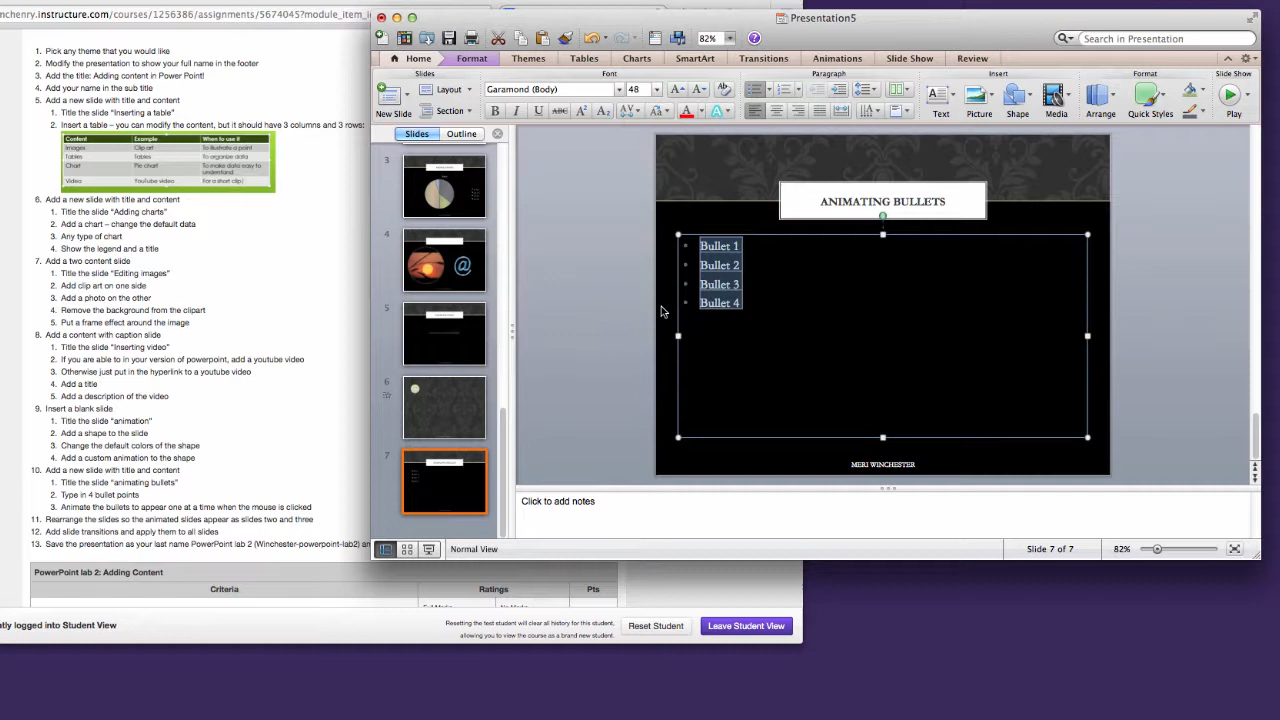 mchenry.instructure.com/courses/1256386/assignments/5674045?module_item_i
1. Pick any theme that you would like
2. Modify the presentation to show your full name in the footer
3. Add the title: Adding content in Power Point!
4. Add your name in the sub title
5. Add a new slide with title and content
1. Title the slide "Inserting a table"
2. Insert a table – you can modify the content, but it should have 3 columns and 3 rows:
Content Example When to use it
Images Clip art To illustrate a point
Tables Tables To organize data
Chart Pie chart To make data easy to understand
Video YouTube video For a short clip
6. Add a new slide with title and content
1. Title the slide "Adding charts"
2. Add a chart – change the default data
3. Any type of chart
4. Show the legend and a title
7. Add a two content slide
1. Title the slide "Editing images"
2. Add clip art on one side
3. Add a photo on the other
4. Remove the background from the clipart
5. Put a frame effect around the image
8. Add a content with caption slide
1. Title the slide "Inserting video"
2. If you are able to in your version of powerpoint, add a youtube video
3. Otherwise just put in the hyperlink to a youtube video
4. Add a title
5. Add a description of the video
9. Insert a blank slide
1. Title the slide "animation"
2. Add a shape to the slide
3. Change the default colors of the shape
4. Add a custom animation to the shape
10. Add a new slide with title and content
1. Title the slide "animating bullets"
2. Type in 4 bullet points
3. Animate the bullets to appear one at a time when the mouse is clicked
11. Rearrange the slides so the animated slides appear as slides two and three
12. Add slide transitions and apply them to all slides
13. Save the presentation as your last name PowerPoint lab 2 (Winchester-powerpoint-lab2) an
PowerPoint lab 2: Adding Content
Criteria Ratings Pts
ntly logged into Student View
Resetting the test student will clear all history for this student,
allowing you to view the course as a brand new student.
Reset Student
Leave Student View
Presentation5
82%
Search in Presentation
Home Format Themes Tables Charts SmartArt Transitions Animations Slide Show Review
Slides Font Paragraph Insert Format Slide Show
New Slide
Layout
Section
Garamond (Body) 48
B I U ABC A² A₂
Text Picture Shape Media Arrange Quick Styles Play
Slides Outline
3
4
@
5
6
7
ANIMATING BULLETS
• Bullet 1
• Bullet 2
• Bullet 3
• Bullet 4
MERI WINCHESTER
Click to add notes
Normal View
Slide 7 of 7
82%